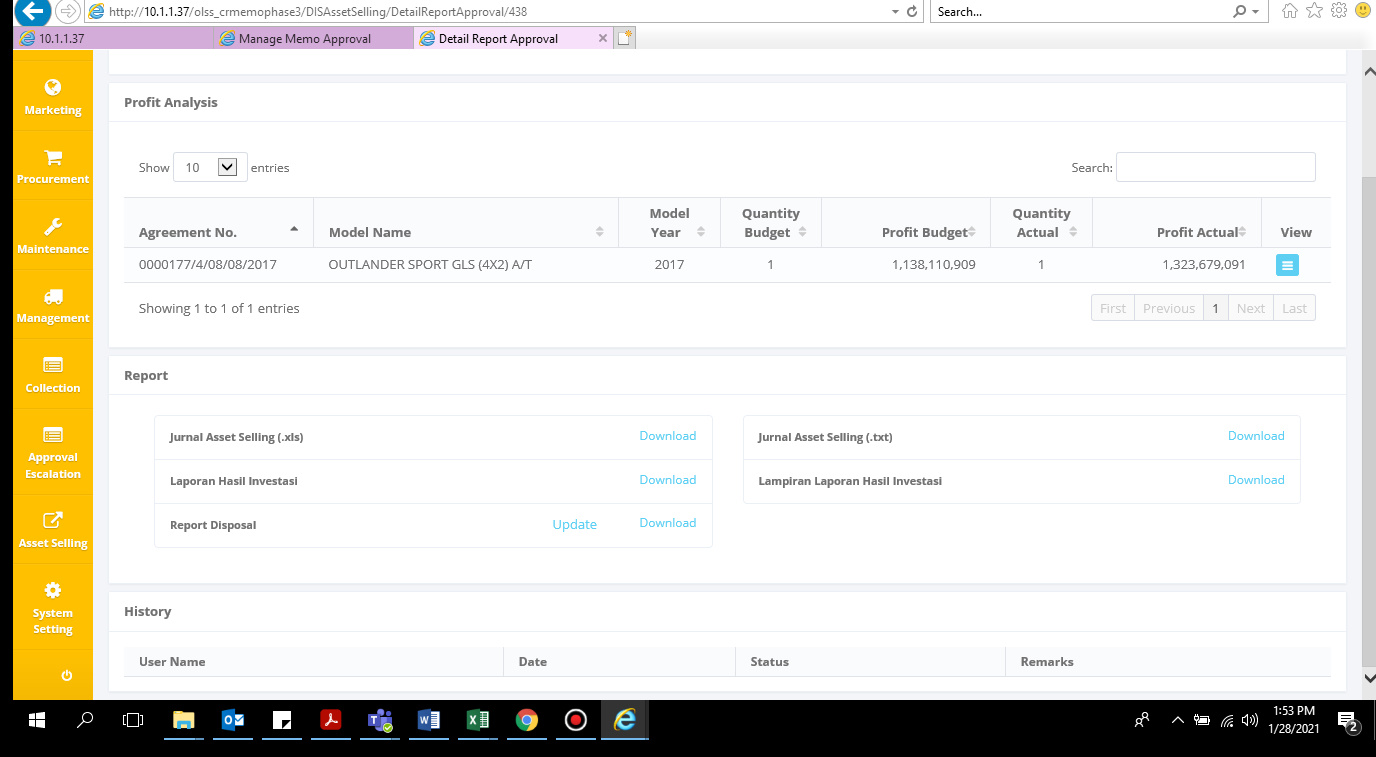 http://10.1.1.37/olss_crmemophase3/DISAssetSelling/DetailReportApproval/438
Search...
10.1.1.37
Manage Memo Approval
Detail Report Approval
Marketing
Procurement
Maintenance
Management
Collection
Approval
Escalation
Asset Selling
System
Setting
Profit Analysis
Show 10 entries
Search:
Agreement No. Model Name Model Year Quantity Budget Profit Budget Quantity Actual Profit Actual View
0000177/4/08/08/2017 OUTLANDER SPORT GLS (4X2) A/T 2017 1 1,138,110,909 1 1,323,679,091
Showing 1 to 1 of 1 entries
First Previous 1 Next Last
Report
Jurnal Asset Selling (.xls) Download
Jurnal Asset Selling (.txt) Download
Laporan Hasil Investasi Download
Lampiran Laporan Hasil Investasi Download
Report Disposal Update Download
History
User Name Date Status Remarks
1:53 PM
1/28/2021
2